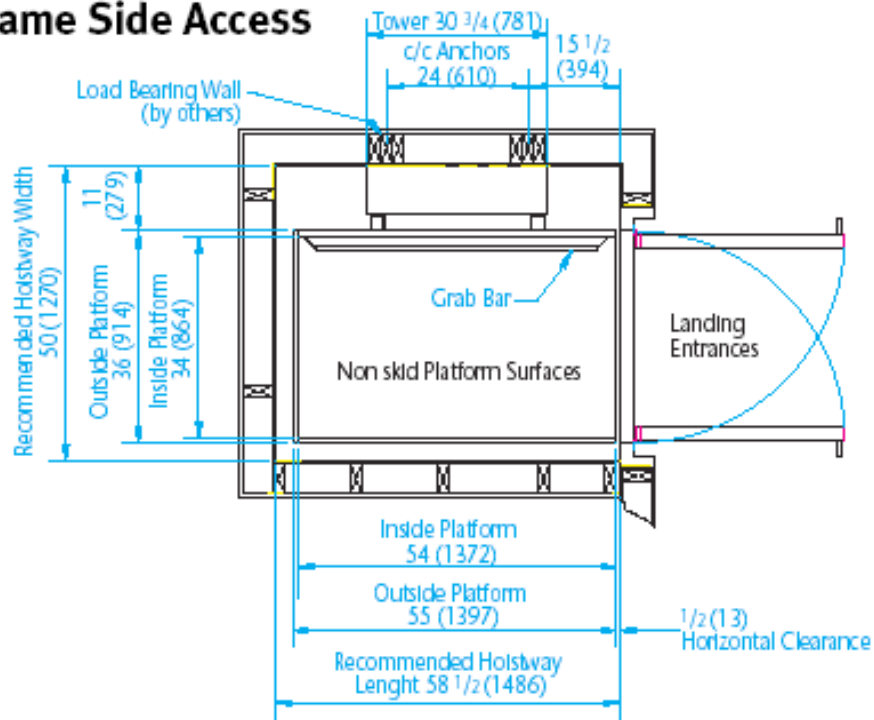 ame Side Access
Tower 30 3/4 (781)
c/c Anchors
24 (610)
15 1/2
(394)
Load Bearing Wall
(by others)
Recommended Hoistway Width
50 (1270)
11
(279)
Outside Platform
36 (914)
Inside Platform
34 (864)
Grab Bar
Landing
Entrances
Non skid Platform Surfaces
Inside Platform
54 (1372)
Outside Platform
55 (1397)
1/2 (13)
Horizontal Clearance
Recommended Hoistway
Lenght 58 1/2 (1486)